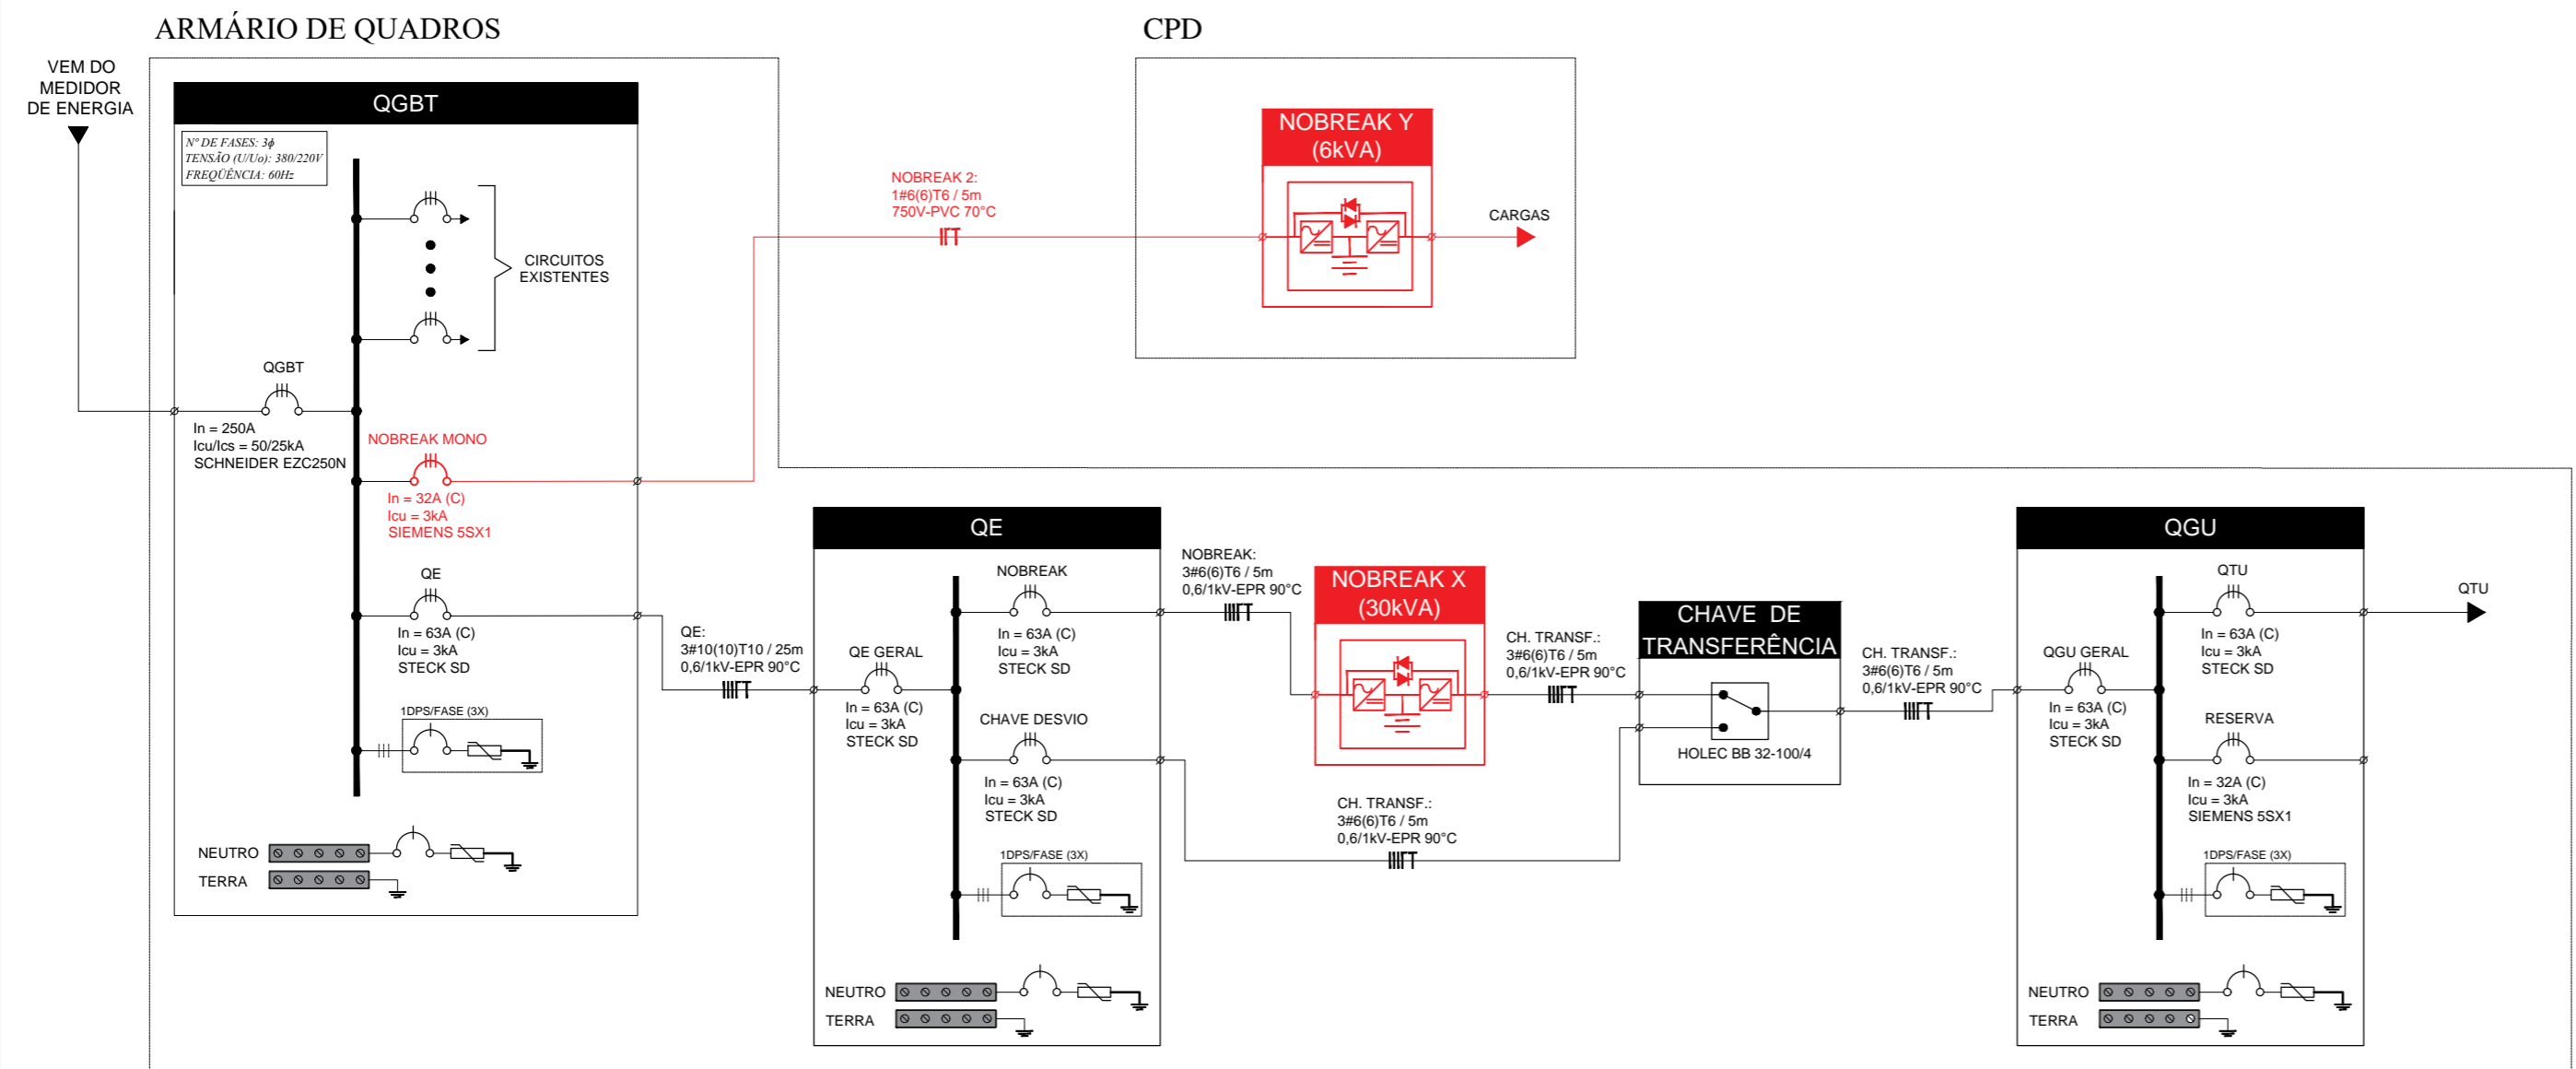 ARMÁRIO DE QUADROS
CPD
VEM DO
MEDIDOR
DE ENERGIA
QGBT
Nº DE FASES: 3ϕ
TENSÃO (U/Uo): 380/220V
FREQÜÊNCIA: 60Hz
CIRCUITOS
EXISTENTES
QGBT
In = 250A
Icu/Ics = 50/25kA
SCHNEIDER EZC250N
NOBREAK MONO
In = 32A (C)
Icu = 3kA
SIEMENS 5SX1
QE
In = 63A (C)
Icu = 3kA
STECK SD
1DPS/FASE (3X)
NEUTRO
TERRA
NOBREAK 2:
1#6(6)T6 / 5m
750V-PVC 70°C
NOBREAK Y
(6kVA)
CARGAS
QE:
3#10(10)T10 / 25m
0,6/1kV-EPR 90°C
QE
QE GERAL
In = 63A (C)
Icu = 3kA
STECK SD
NOBREAK
In = 63A (C)
Icu = 3kA
STECK SD
CHAVE DESVIO
In = 63A (C)
Icu = 3kA
STECK SD
1DPS/FASE (3X)
NEUTRO
TERRA
NOBREAK:
3#6(6)T6 / 5m
0,6/1kV-EPR 90°C
NOBREAK X
(30kVA)
CH. TRANSF.:
3#6(6)T6 / 5m
0,6/1kV-EPR 90°C
CH. TRANSF.:
3#6(6)T6 / 5m
0,6/1kV-EPR 90°C
CHAVE DE
TRANSFERÊNCIA
HOLEC BB 32-100/4
CH. TRANSF.:
3#6(6)T6 / 5m
0,6/1kV-EPR 90°C
QGU
QGU GERAL
In = 63A (C)
Icu = 3kA
STECK SD
QTU
In = 63A (C)
Icu = 3kA
STECK SD
RESERVA
In = 32A (C)
Icu = 3kA
SIEMENS 5SX1
1DPS/FASE (3X)
NEUTRO
TERRA
QTU